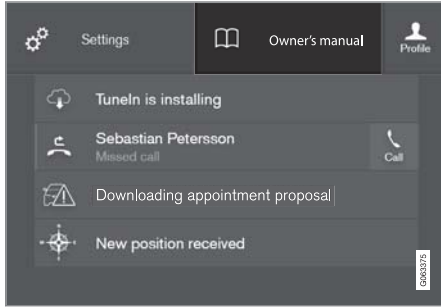 Settings
Owner's manual
Profile
TuneIn is installing
Sebastian Petersson
Missed call
Call
Downloading appointment proposal
New position received
G063375